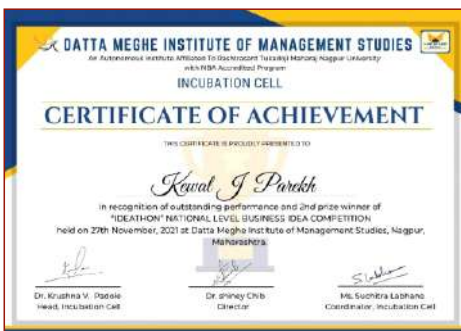 DATTA MEGHE INSTITUTE OF MANAGEMENT STUDIES
An Autonomous Institute Affiliated To Rashtrasant Tukadoji Maharaj Nagpur University
with NBA Accredited Program
INCUBATION CELL
CERTIFICATE OF ACHIEVEMENT
THIS CERTIFICATE IS PROUDLY PRESENTED TO
Kewal J Parekh
in recognition of outstanding performance and 2nd prize winner of
"IDEATHON" NATIONAL LEVEL BUSINESS IDEA COMPETITION
held on 27th November, 2021 at Datta Meghe Institute of Management Studies, Nagpur,
Maharashtra.
Dr. Krushna V. Padole
Head, Incubation Cell
Dr. Shiney Chib
Director
Ms. Suchitra Labhane
Coordinator, Incubation Cell